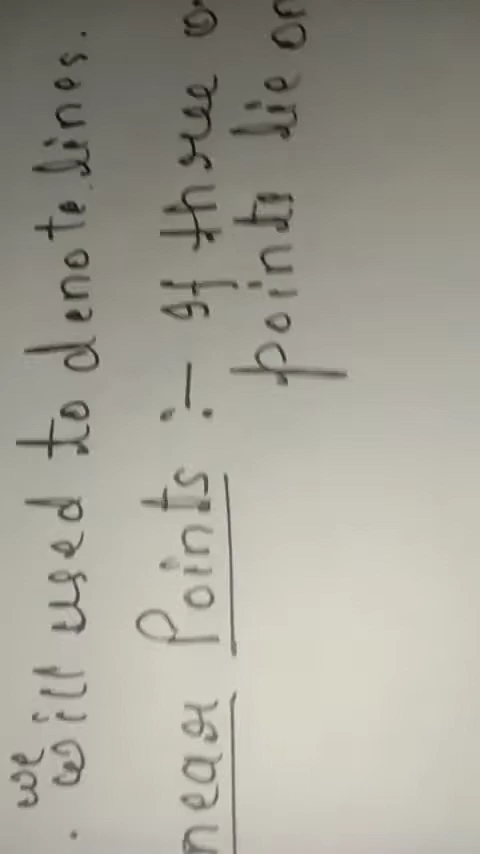 we
. will used to denote lines.
near Points :- If three o
points lie on